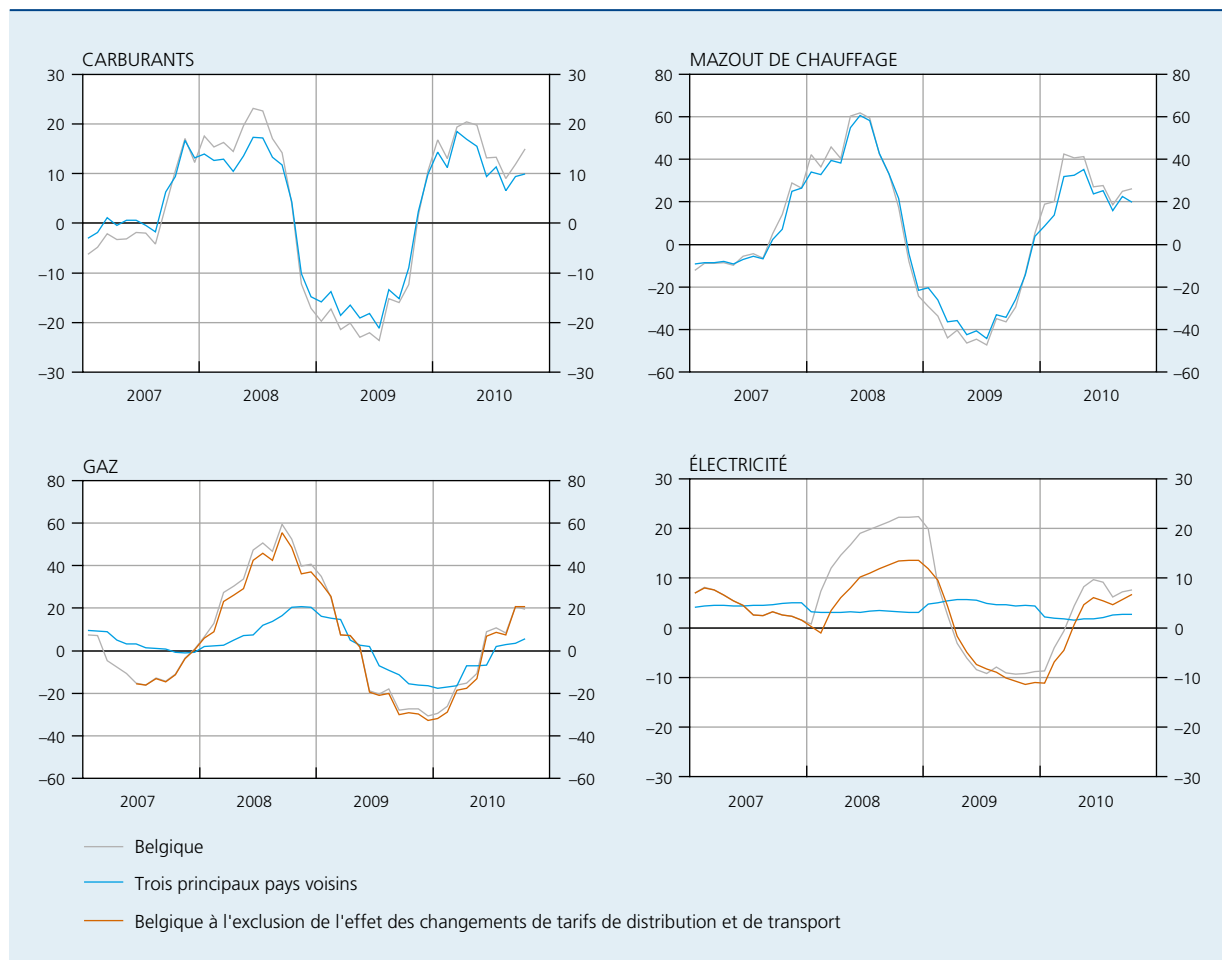 CARBURANTS
30 30
20 20
10 10
0 0
–10 –10
–20 –20
–30 –30
2007 2008 2009 2010
MAZOUT DE CHAUFFAGE
80 80
60 60
40 40
20 20
0 0
–20 –20
–40 –40
–60 –60
2007 2008 2009 2010
GAZ
80 80
60 60
40 40
20 20
0 0
–20 –20
–40 –40
–60 –60
2007 2008 2009 2010
ÉLECTRICITÉ
30 30
20 20
10 10
0 0
–10 –10
–20 –20
–30 –30
2007 2008 2009 2010
Belgique
Trois principaux pays voisins
Belgique à l'exclusion de l'effet des changements de tarifs de distribution et de transport